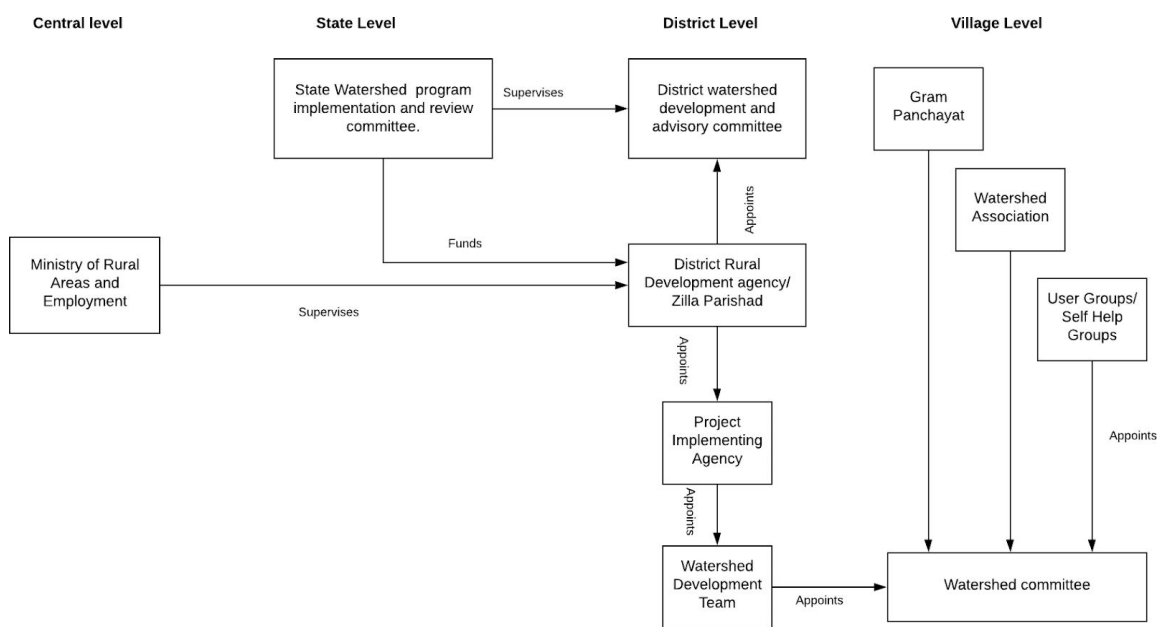 Central level
State Level
District Level
Village Level
State Watershed program
implementation and review
committee.
Supervises
District watershed
development and
advisory committee
Gram
Panchayat
Watershed
Association
Appoints
Funds
Ministry of Rural
Areas and
Employment
District Rural
Development agency/
Zilla Parishad
Supervises
User Groups/
Self Help
Groups
Appoints
Project
Implementing
Agency
Appoints
Appoints
Watershed
Development
Team
Appoints
Watershed committee